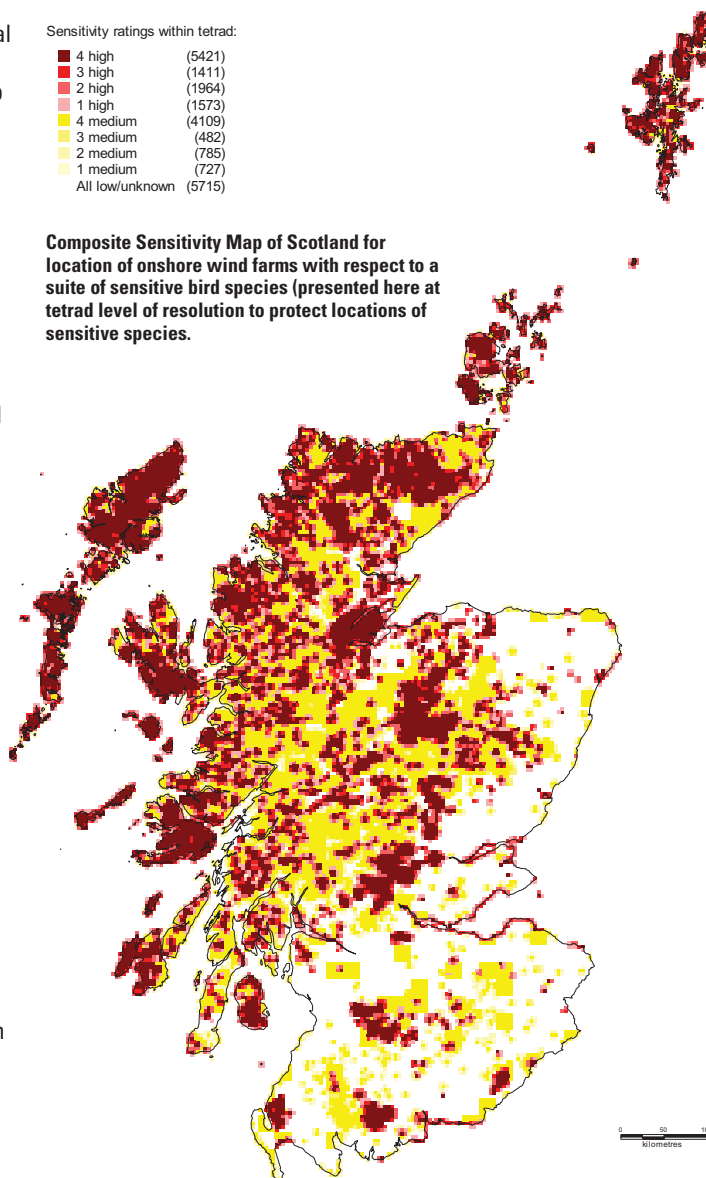 al
Sensitivity ratings within tetrad:
4 high (5421)
3 high (1411)
2 high (1964)
1 high (1573)
4 medium (4109)
3 medium (482)
2 medium (785)
1 medium (727)
All low/unknown (5715)
Composite Sensitivity Map of Scotland for
location of onshore wind farms with respect to a
suite of sensitive bird species (presented here at
tetrad level of resolution to protect locations of
sensitive species.
0 50 10
kilometres